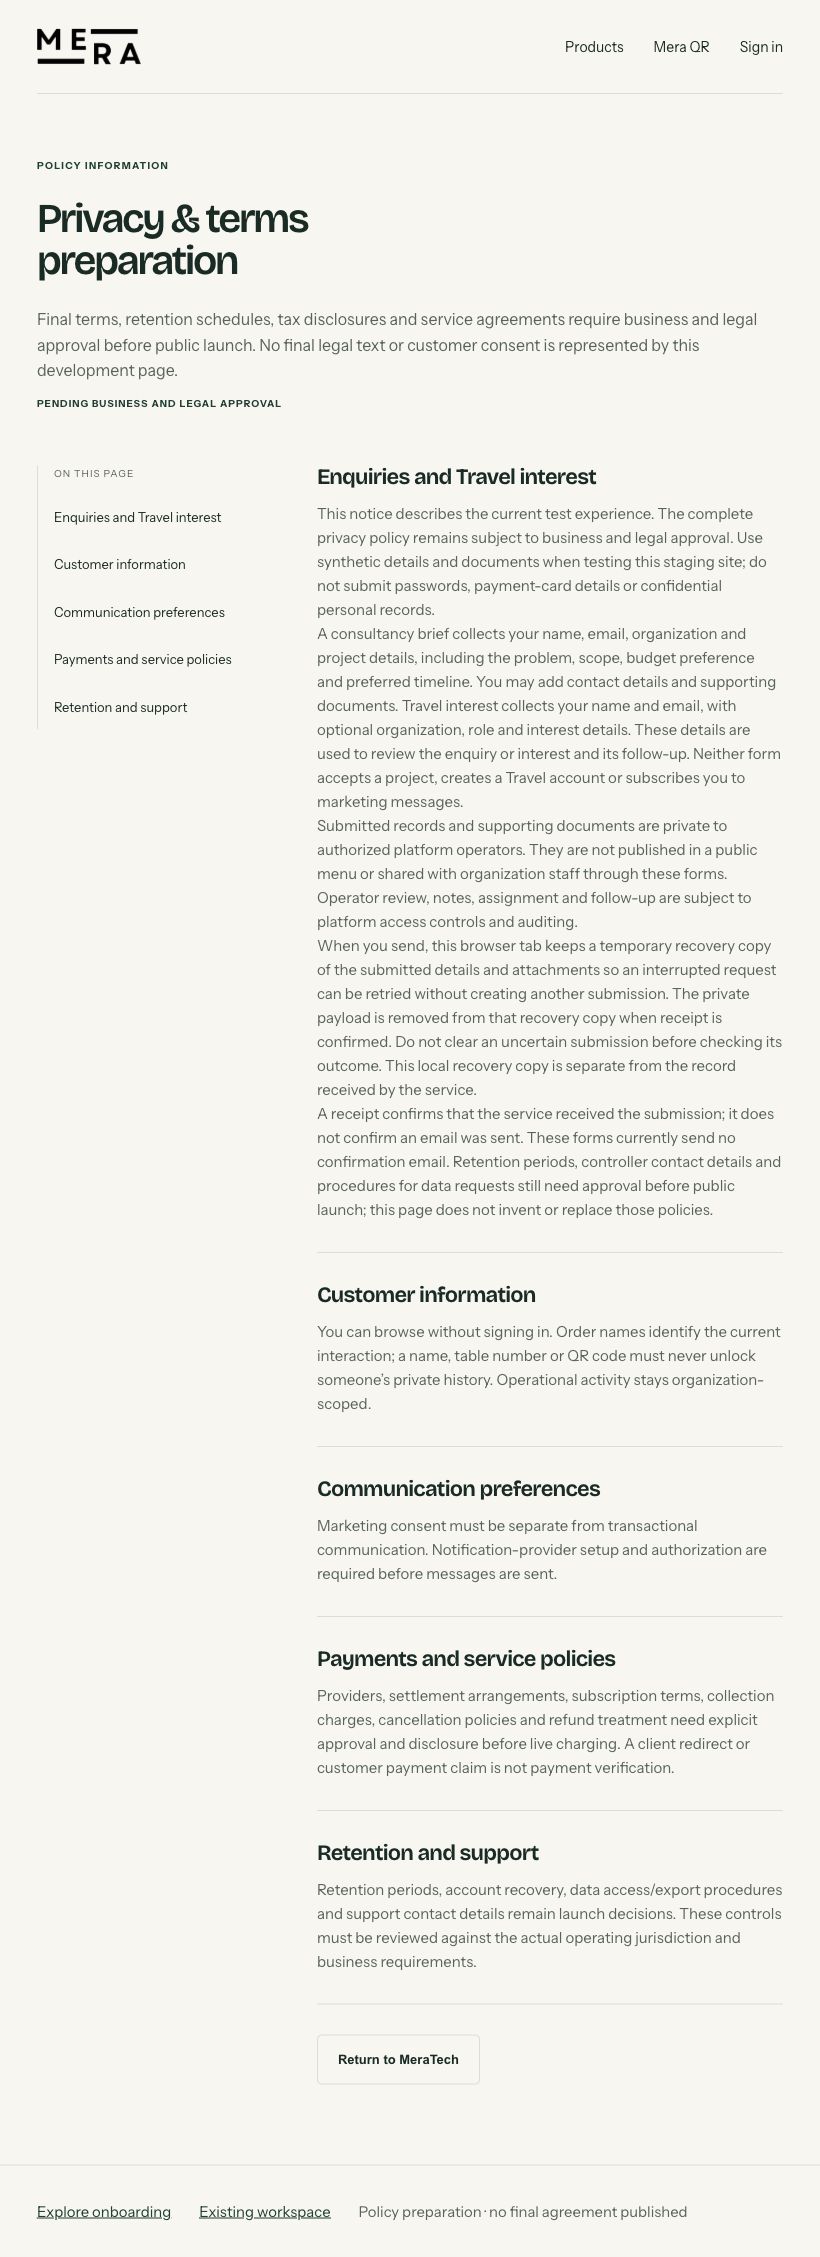 MERA
Products
Mera QR
Sign in
POLICY INFORMATION
Privacy & terms
preparation
Final terms, retention schedules, tax disclosures and service agreements require business and legal
approval before public launch. No final legal text or customer consent is represented by this
development page.
PENDING BUSINESS AND LEGAL APPROVAL
ON THIS PAGE
Enquiries and Travel interest
Customer information
Communication preferences
Payments and service policies
Retention and support
Enquiries and Travel interest
This notice describes the current test experience. The complete
privacy policy remains subject to business and legal approval. Use
synthetic details and documents when testing this staging site; do
not submit passwords, payment-card details or confidential
personal records.
A consultancy brief collects your name, email, organization and
project details, including the problem, scope, budget preference
and preferred timeline. You may add contact details and supporting
documents. Travel interest collects your name and email, with
optional organization, role and interest details. These details are
used to review the enquiry or interest and its follow-up. Neither form
accepts a project, creates a Travel account or subscribes you to
marketing messages.
Submitted records and supporting documents are private to
authorized platform operators. They are not published in a public
menu or shared with organization staff through these forms.
Operator review, notes, assignment and follow-up are subject to
platform access controls and auditing.
When you send, this browser tab keeps a temporary recovery copy
of the submitted details and attachments so an interrupted request
can be retried without creating another submission. The private
payload is removed from that recovery copy when receipt is
confirmed. Do not clear an uncertain submission before checking its
outcome. This local recovery copy is separate from the record
received by the service.
A receipt confirms that the service received the submission; it does
not confirm an email was sent. These forms currently send no
confirmation email. Retention periods, controller contact details and
procedures for data requests still need approval before public
launch; this page does not invent or replace those policies.
Customer information
You can browse without signing in. Order names identify the current
interaction; a name, table number or QR code must never unlock
someone's private history. Operational activity stays organization-
scoped.
Communication preferences
Marketing consent must be separate from transactional
communication. Notification-provider setup and authorization are
required before messages are sent.
Payments and service policies
Providers, settlement arrangements, subscription terms, collection
charges, cancellation policies and refund treatment need explicit
approval and disclosure before live charging. A client redirect or
customer payment claim is not payment verification.
Retention and support
Retention periods, account recovery, data access/export procedures
and support contact details remain launch decisions. These controls
must be reviewed against the actual operating jurisdiction and
business requirements.
Return to MeraTech
Explore onboarding
Existing workspace
Policy preparation · no final agreement published